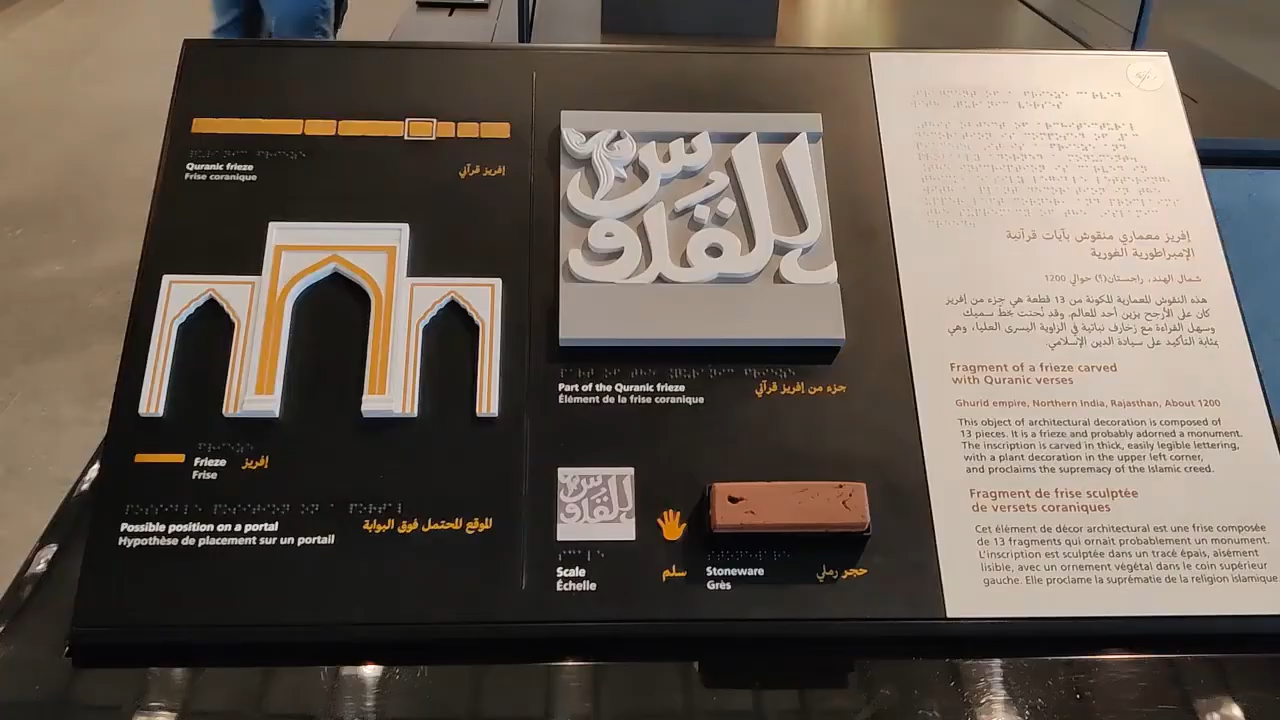 Quranic frieze
Frise coranique
إفريز قرآني
Frieze
Frise
إفريز
Possible position on a portal
Hypothèse de placement sur un portail
الموقع المحتمل فوق البوابة
Part of the Quranic frieze
Élément de la frise coranique
جزء من إفريز قرآني
Scale
Échelle
سلم
Stoneware
Grès
حجر رملي
إفريز معماري منقوش بآيات قرآنية
الإمبراطورية الغورية
شمال الهند، راجستان(؟) حوالي 1200
هذه النقوش المعمارية المكونة من 13 قطعة هي جزء من إفريز
كان على الأرجح يزين أحد المعالم. وقد نُحتت بخط سميك
وسهل القراءة مع زخارف نباتية في الزاوية اليسرى العليا، وهي
بمثابة التأكيد على سيادة الدين الإسلامي.
Fragment of a frieze carved
with Quranic verses
Ghurid empire, Northern India, Rajasthan, About 1200
This object of architectural decoration is composed of
13 pieces. It is a frieze and probably adorned a monument.
The inscription is carved in thick, easily legible lettering,
with a plant decoration in the upper left corner,
and proclaims the supremacy of the Islamic creed.
Fragment de frise sculptée
de versets coraniques
Cet élément de décor architectural est une frise composée
de 13 fragments qui ornait probablement un monument.
L'inscription est sculptée dans un tracé épais, aisément
lisible, avec un ornement végétal dans le coin supérieur
gauche. Elle proclame la suprématie de la religion islamique